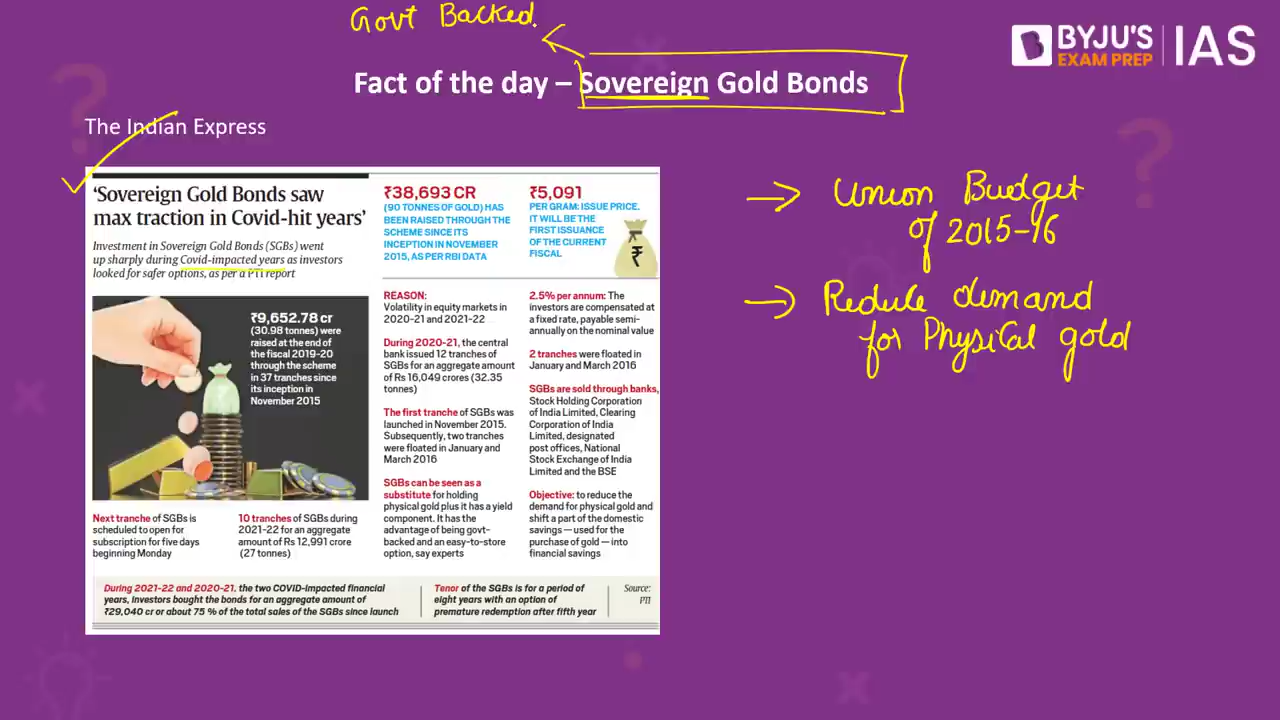 Govt Backed.
BYJU'S
EXAM PREP
IAS
Fact of the day – Sovereign Gold Bonds
The Indian Express
'Sovereign Gold Bonds saw
max traction in Covid-hit years'
Investment in Sovereign Gold Bonds (SGBs) went
up sharply during Covid-impacted years as investors
looked for safer options, as per a PTI report
₹9,652.78 cr
(30.98 tonnes) were
raised at the end of
the fiscal 2019-20
through the scheme
in 37 tranches since
its inception in
November 2015
Next tranche of SGBs is
scheduled to open for
subscription for five days
beginning Monday
10 tranches of SGBs during
2021-22 for an aggregate
amount of Rs 12,991 crore
(27 tonnes)
₹38,693 CR
(90 TONNES OF GOLD) HAS
BEEN RAISED THROUGH THE
SCHEME SINCE ITS
INCEPTION IN NOVEMBER
2015, AS PER RBI DATA
₹5,091
PER GRAM: ISSUE PRICE.
IT WILL BE THE
FIRST ISSUANCE
OF THE CURRENT
FISCAL
₹
REASON:
Volatility in equity markets in
2020-21 and 2021-22
During 2020-21, the central
bank issued 12 tranches of
SGBs for an aggregate amount
of Rs 16,049 crores (32.35
tonnes)
The first tranche of SGBs was
launched in November 2015.
Subsequently, two tranches
were floated in January and
March 2016
SGBs can be seen as a
substitute for holding
physical gold plus it has a yield
component. It has the
advantage of being govt-
backed and an easy-to-store
option, say experts
2.5% per annum: The
investors are compensated at
a fixed rate, payable semi-
annually on the nominal value
2 tranches were floated in
January and March 2016
SGBs are sold through banks,
Stock Holding Corporation
of India Limited, Clearing
Corporation of India
Limited, designated
post offices, National
Stock Exchange of India
Limited and the BSE
Objective: to reduce the
demand for physical gold and
shift a part of the domestic
savings — used for the
purchase of gold — into
financial savings
During 2021-22 and 2020-21, the two COVID-impacted financial
years, investors bought the bonds for an aggregate amount of
₹29,040 cr or about 75 % of the total sales of the SGBs since launch
Tenor of the SGBs is for a period of
eight years with an option of
premature redemption after fifth year
Source:
PTI
Union Budget
of 2015-16
Reduce demand
for Physical gold